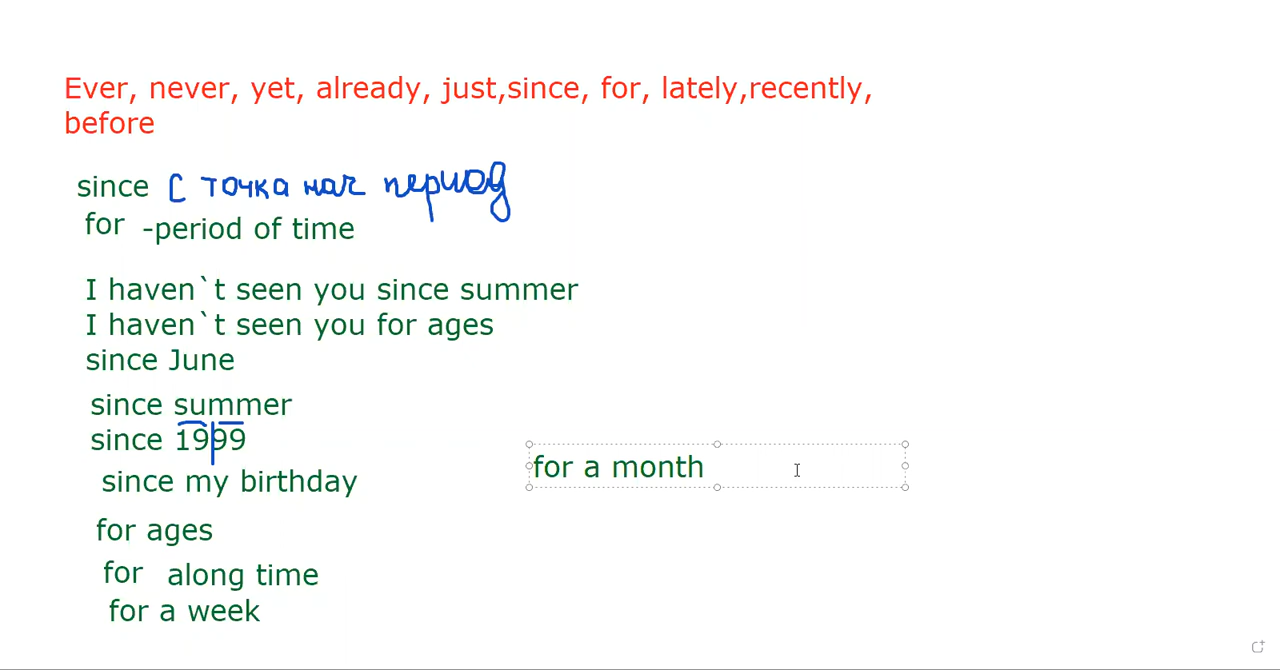 Ever, never, yet, already, just,since, for, lately,recently,
before
since с точка нач период
for -period of time
I haven`t seen you since summer
I haven`t seen you for ages
since June
since summer
since 1999
since my birthday
for a month
for ages
for along time
for a week